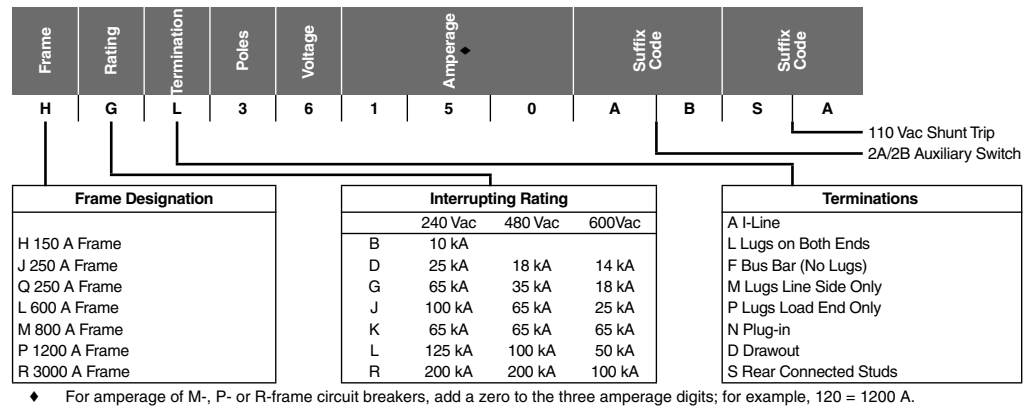 Frame Rating Termination Poles Voltage Amperage ♦ Suffix Code Suffix Code
H G L 3 6 1 5 0 A B S A
110 Vac Shunt Trip
2A/2B Auxiliary Switch
Frame Designation
H 150 A Frame
J 250 A Frame
Q 250 A Frame
L 600 A Frame
M 800 A Frame
P 1200 A Frame
R 3000 A Frame
Interrupting Rating
240 Vac 480 Vac 600Vac
B 10 kA
D 25 kA 18 kA 14 kA
G 65 kA 35 kA 18 kA
J 100 kA 65 kA 25 kA
K 65 kA 65 kA 65 kA
L 125 kA 100 kA 50 kA
R 200 kA 200 kA 100 kA
Terminations
A I-Line
L Lugs on Both Ends
F Bus Bar (No Lugs)
M Lugs Line Side Only
P Lugs Load End Only
N Plug-in
D Drawout
S Rear Connected Studs
♦ For amperage of M-, P- or R-frame circuit breakers, add a zero to the three amperage digits; for example, 120 = 1200 A.